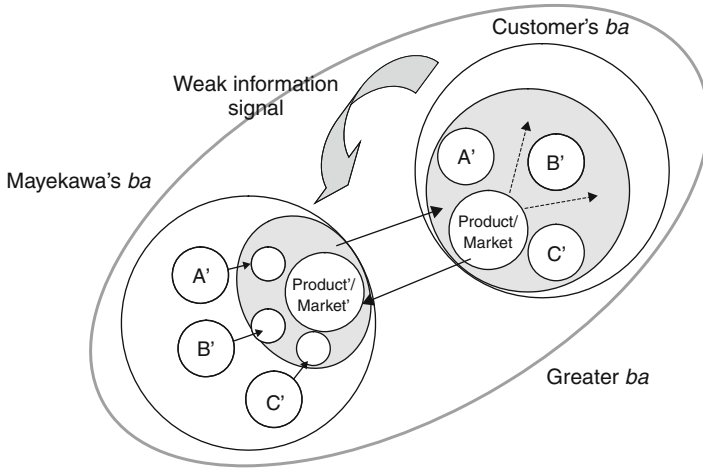 Customer's ba
Weak information
signal
A'
B'
Mayekawa's ba
Product/
Market
C'
A'
Product'/
Market'
B'
Greater ba
C'